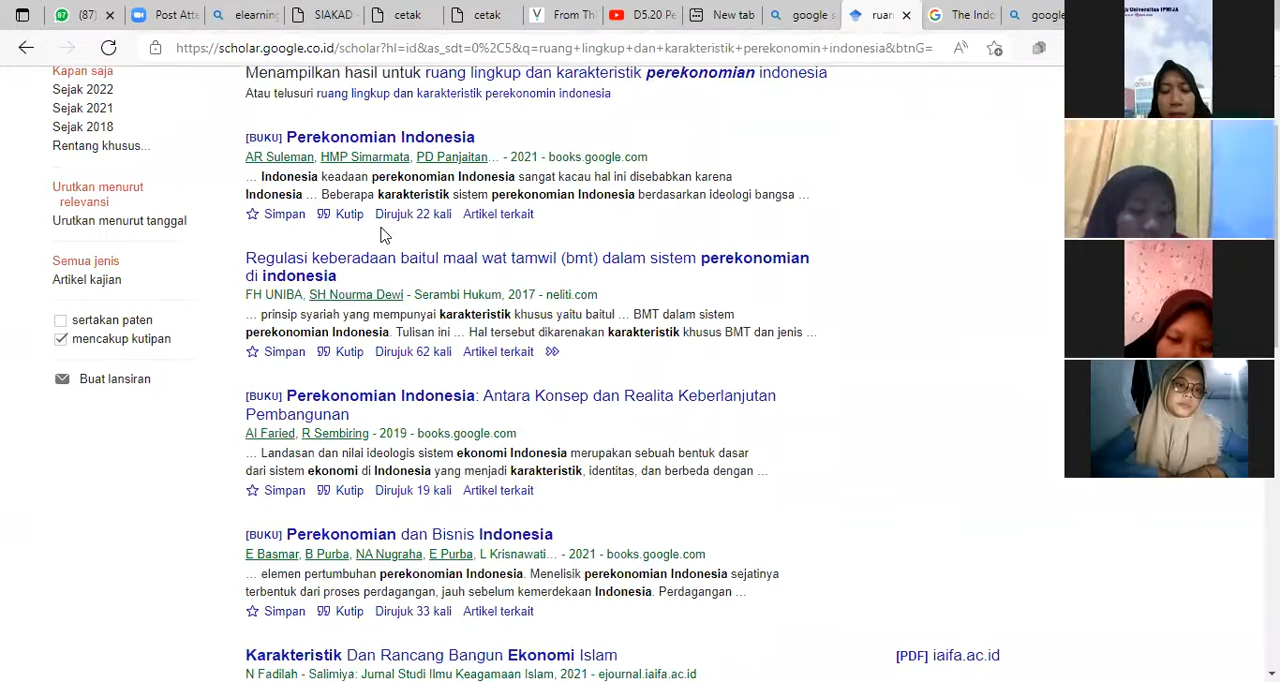 (87)
Post Atte
elearning
SIAKAD
cetak
cetak
From Th
D5.20 Pe
New tab
google s
ruan
The Indo
google
https://scholar.google.co.id/scholar?hl=id&as_sdt=0%2C5&q=ruang+lingkup+dan+karakteristik+perekonomin+indonesia&btnG=
Kapan saja
Sejak 2022
Sejak 2021
Sejak 2018
Rentang khusus...
Urutkan menurut
relevansi
Urutkan menurut tanggal
Semua jenis
Artikel kajian
sertakan paten
mencakup kutipan
Buat lansiran
Menampilkan hasil untuk ruang lingkup dan karakteristik perekonomian indonesia
Atau telusuri ruang lingkup dan karakteristik perekonomin indonesia
[BUKU] Perekonomian Indonesia
AR Suleman, HMP Simarmata, PD Panjaitan… - 2021 - books.google.com
… Indonesia keadaan perekonomian Indonesia sangat kacau hal ini disebabkan karena
Indonesia … Beberapa karakteristik sistem perekonomian Indonesia berdasarkan ideologi bangsa …
Simpan Kutip Dirujuk 22 kali Artikel terkait
Regulasi keberadaan baitul maal wat tamwil (bmt) dalam sistem perekonomian
di indonesia
FH UNIBA, SH Nourma Dewi - Serambi Hukum, 2017 - neliti.com
… prinsip syariah yang mempunyai karakteristik khusus yaitu baitul … BMT dalam sistem
perekonomian Indonesia. Tulisan ini … Hal tersebut dikarenakan karakteristik khusus BMT dan jenis …
Simpan Kutip Dirujuk 62 kali Artikel terkait
[BUKU] Perekonomian Indonesia: Antara Konsep dan Realita Keberlanjutan
Pembangunan
AI Faried, R Sembiring - 2019 - books.google.com
… Landasan dan nilai ideologis sistem ekonomi Indonesia merupakan sebuah bentuk dasar
dari sistem ekonomi di Indonesia yang menjadi karakteristik, identitas, dan berbeda dengan …
Simpan Kutip Dirujuk 19 kali Artikel terkait
[BUKU] Perekonomian dan Bisnis Indonesia
E Basmar, B Purba, NA Nugraha, E Purba, L Krisnawati… - 2021 - books.google.com
… elemen pertumbuhan perekonomian Indonesia. Menelisik perekonomian Indonesia sejatinya
terbentuk dari proses perdagangan, jauh sebelum kemerdekaan Indonesia. Perdagangan …
Simpan Kutip Dirujuk 33 kali Artikel terkait
Karakteristik Dan Rancang Bangun Ekonomi Islam
N Fadilah - Salimiya: Jurnal Studi Ilmu Keagamaan Islam, 2021 - ejournal.iaifa.ac.id
[PDF] iaifa.ac.id
Universitas IPWIJA